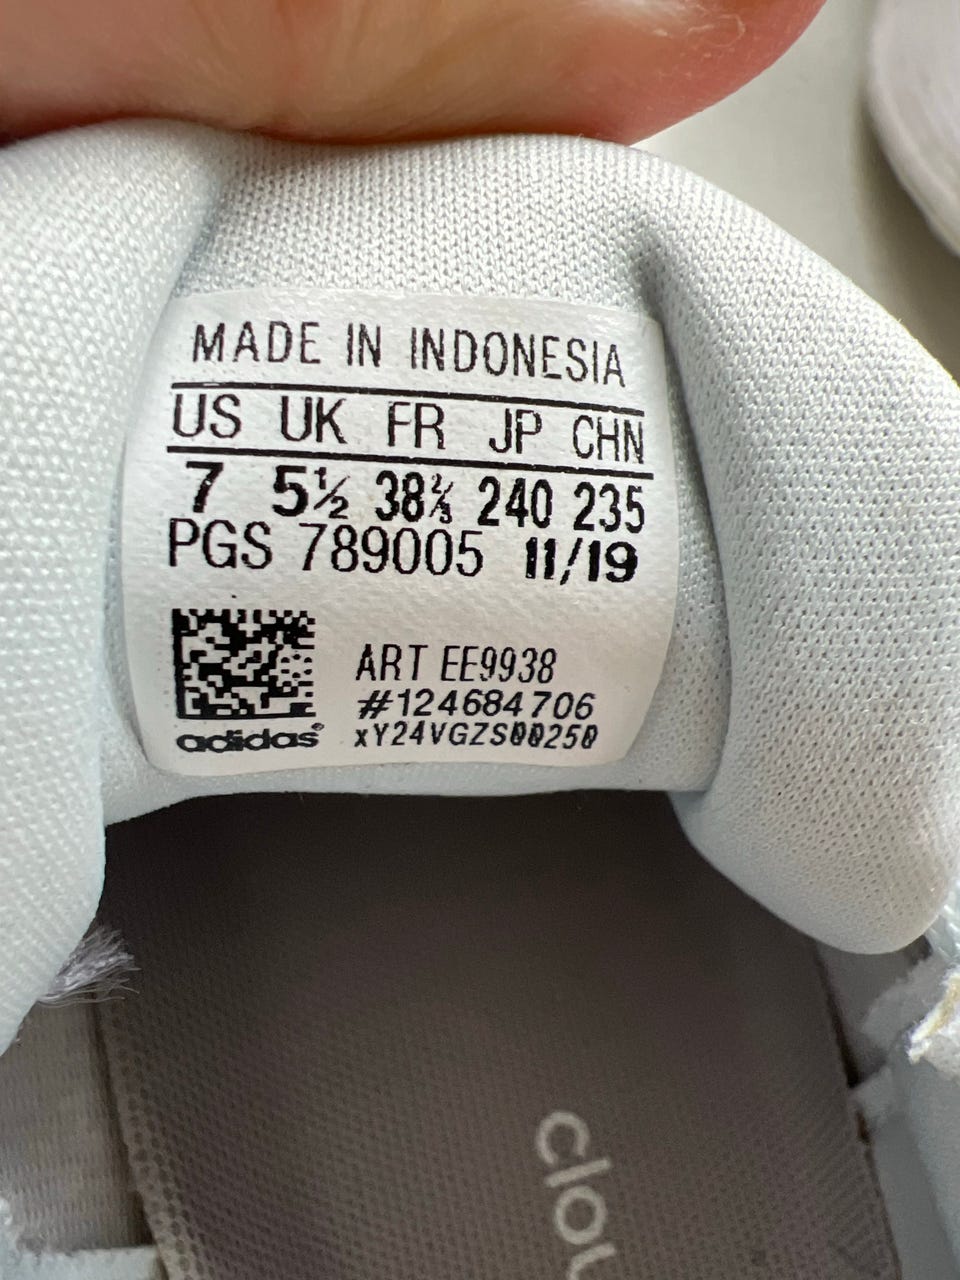 MADE IN INDONESIA
US UK FR JP CHN
7 5½ 38⅔ 240 235
PGS 789005 11/19
ART EE9938
#124684706
xY24VGZS00250
adidas®
clou